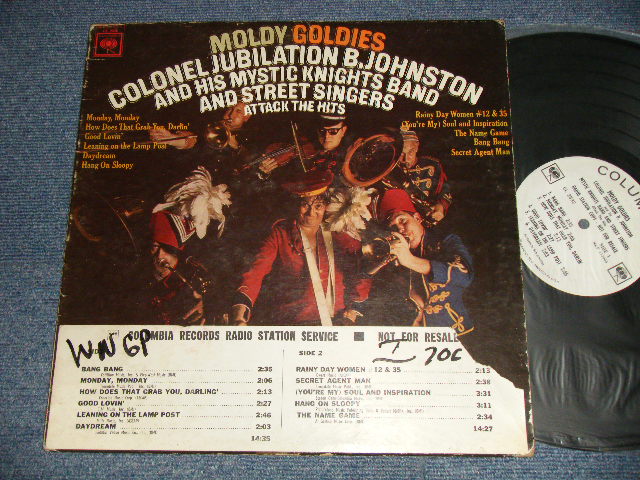 MOLDY GOLDIES
COLONEL JUBILATION B. JOHNSTON
AND HIS MYSTIC KNIGHTS BAND
AND STREET SINGERS
ATTACK THE HITS
Monday, Monday
How Does That Grab You, Darlin'
Good Lovin'
Leaning on the Lamp Post
Daydream
Hang On Sloopy
Rainy Day Women #12 & 35
(You're My) Soul and Inspiration
The Name Game
Bang Bang
Secret Agent Man
COLUMBIA RECORDS RADIO STATION SERVICE ■ NOT FOR RESALE
WW GP
I 70¢
SIDE 2
BANG BANG 2:35
MONDAY, MONDAY 2:06
HOW DOES THAT GRAB YOU, DARLING' 2:13
GOOD LOVIN' 2:27
LEANING ON THE LAMP POST 2:46
DAYDREAM 2:03
14:35
RAINY DAY WOMEN #12 & 35 2:13
SECRET AGENT MAN 2:38
(YOU'RE MY) SOUL AND INSPIRATION 3:31
HANG ON SLOOPY 3:11
THE NAME GAME 2:34
14:27
COLUM
MOLDY GOLDIES